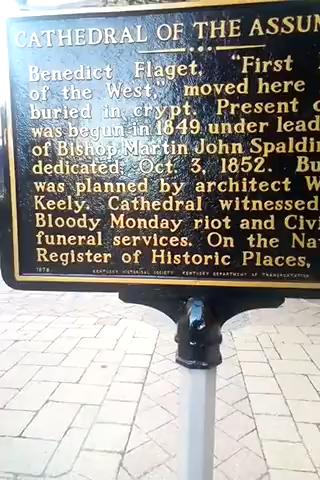 CATHEDRAL OF THE ASSUM
Benedict Flaget, "First
of the West," moved here
buried in crypt. Present c
was begun in 1849 under lead
of Bishop Martin John Spaldin
dedicated, Oct. 3, 1852. Bu
was planned by architect W
Keely. Cathedral witnessed
Bloody Monday riot and Civi
funeral services. On the Na
Register of Historic Places,
KENTUCKY HISTORICAL SOCIETY KENTUCKY DEPARTMENT OF TRANSPORTATION